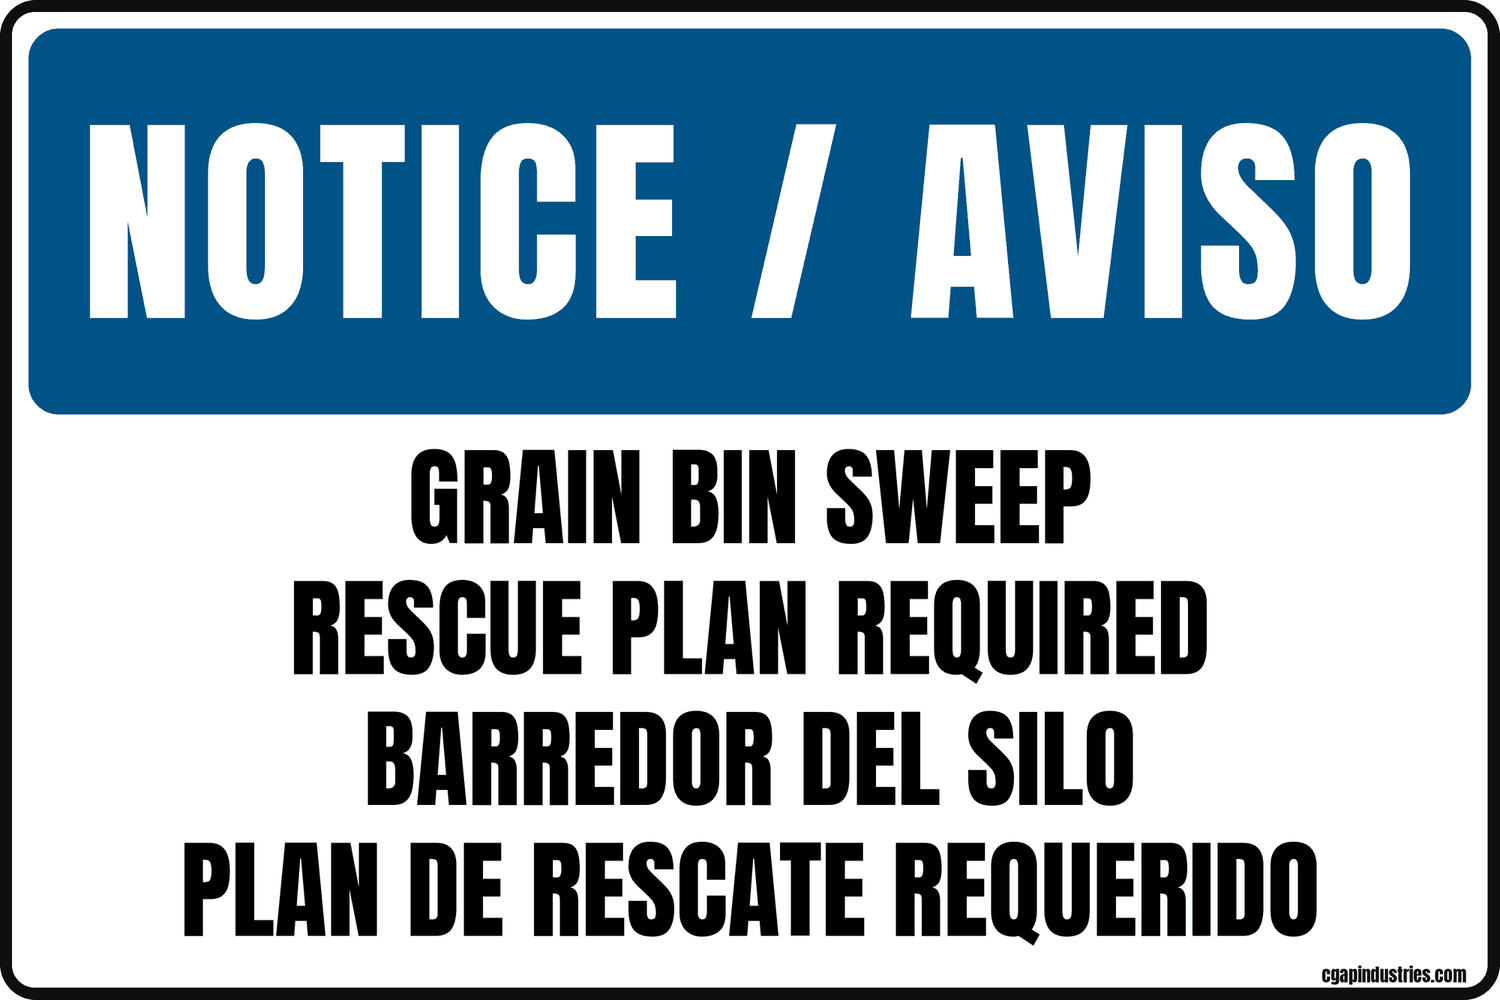 NOTICE / AVISO
GRAIN BIN SWEEP
RESCUE PLAN REQUIRED
BARREDOR DEL SILO
PLAN DE RESCATE REQUERIDO
cgapindustries.com